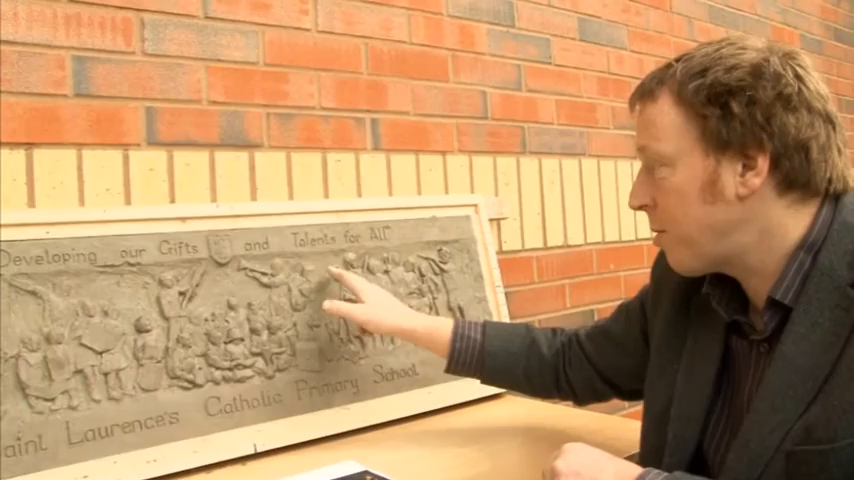 Developing our Gifts and Talents for All
Saint Laurence's Catholic Primary School